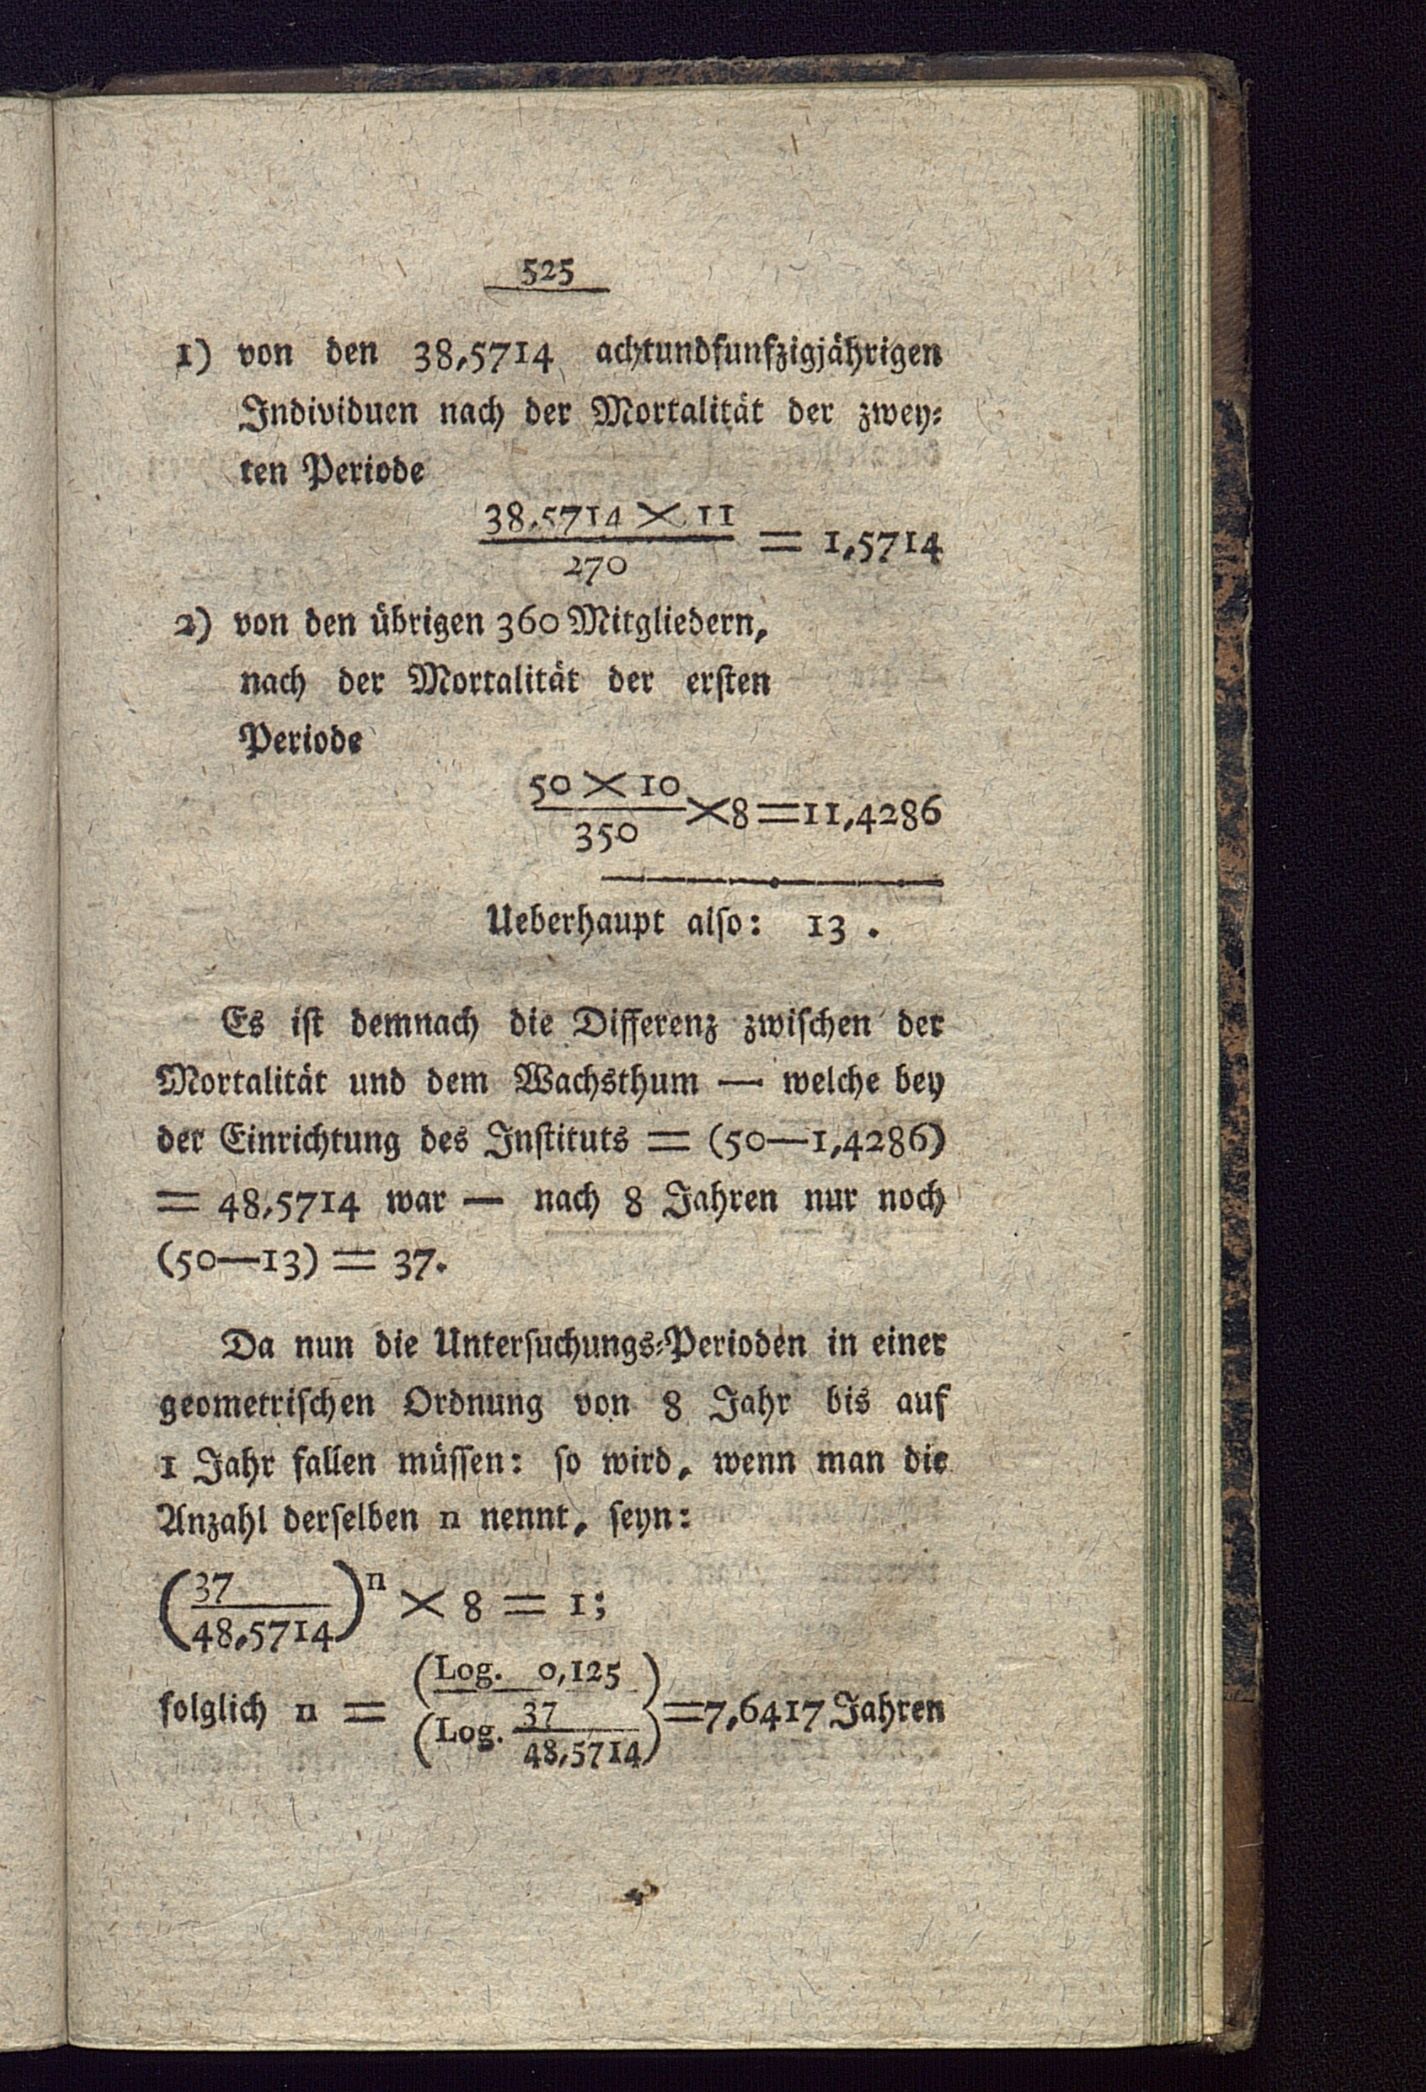 525
1) von den 38,5714 achtundfunfzigjährigen
Individuen nach der Mortalität der zwey⸗
ten Periode
38,5714 × 11
270
= 1,5714
2) von den übrigen 360 Mitgliedern,
nach der Mortalität der ersten
Periode
50 × 10
350
×8=11,4286
Ueberhaupt also: 13 .
Es ist demnach die Differenz zwischen der
Mortalität und dem Wachsthum — welche bey
der Einrichtung des Instituts = (50—1,4286)
= 48,5714 war — nach 8 Jahren nur noch
(50—13) = 37.
Da nun die Untersuchungs⸗Perioden in einer
geometrischen Ordnung von 8 Jahr bis auf
1 Jahr fallen müssen: so wird, wenn man die
Anzahl derselben n nennt, seyn:
(37
48,5714)n × 8 = 1;
folglich n = (Log. 0,125)
(Log. 37
48,5714)
=7,6417 Jahren